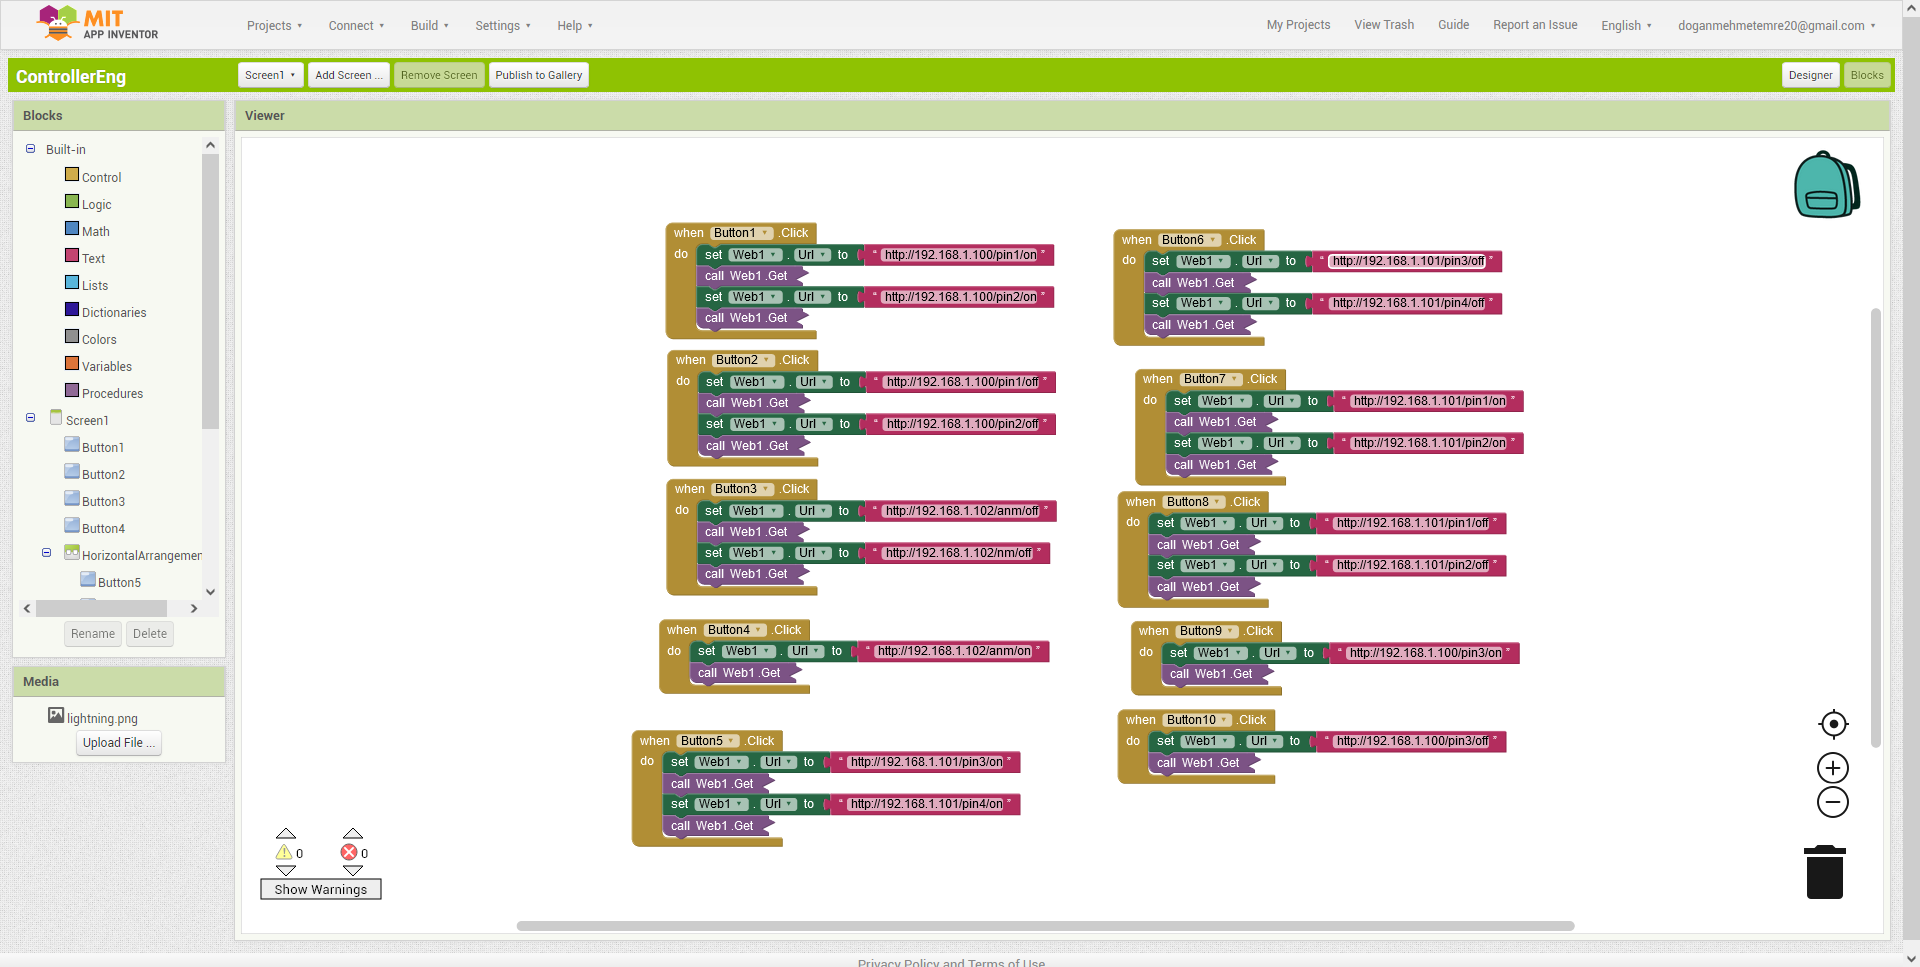 MIT
APP INVENTOR
Projects
Connect
Build
Settings
Help
My Projects
View Trash
Guide
Report an Issue
English
doganmehmetemre20@gmail.com
ControllerEng
Screen1
Add Screen ...
Remove Screen
Publish to Gallery
Designer
Blocks
Blocks
Built-in
Control
Logic
Math
Text
Lists
Dictionaries
Colors
Variables
Procedures
Screen1
Button1
Button2
Button3
Button4
HorizontalArrangemen
Button5
Rename
Delete
Media
lightning.png
Upload File ...
Viewer
when Button1 .Click
do set Web1 . Url to “ http://192.168.1.100/pin1/on ”
call Web1 .Get
set Web1 . Url to “ http://192.168.1.100/pin2/on ”
call Web1 .Get
when Button2 .Click
do set Web1 . Url to “ http://192.168.1.100/pin1/off ”
call Web1 .Get
set Web1 . Url to “ http://192.168.1.100/pin2/off ”
call Web1 .Get
when Button3 .Click
do set Web1 . Url to “ http://192.168.1.102/anm/off ”
call Web1 .Get
set Web1 . Url to “ http://192.168.1.102/nm/off ”
call Web1 .Get
when Button4 .Click
do set Web1 . Url to “ http://192.168.1.102/anm/on ”
call Web1 .Get
when Button5 .Click
do set Web1 . Url to “ http://192.168.1.101/pin3/on ”
call Web1 .Get
set Web1 . Url to “ http://192.168.1.101/pin4/on ”
call Web1 .Get
when Button6 .Click
do set Web1 . Url to “ http://192.168.1.101/pin3/off ”
call Web1 .Get
set Web1 . Url to “ http://192.168.1.101/pin4/off ”
call Web1 .Get
when Button7 .Click
do set Web1 . Url to “ http://192.168.1.101/pin1/on ”
call Web1 .Get
set Web1 . Url to “ http://192.168.1.101/pin2/on ”
call Web1 .Get
when Button8 .Click
do set Web1 . Url to “ http://192.168.1.101/pin1/off ”
call Web1 .Get
set Web1 . Url to “ http://192.168.1.101/pin2/off ”
call Web1 .Get
when Button9 .Click
do set Web1 . Url to “ http://192.168.1.100/pin3/on ”
call Web1 .Get
when Button10 .Click
do set Web1 . Url to “ http://192.168.1.100/pin3/off ”
call Web1 .Get
0
0
Show Warnings
Privacy Policy and Terms of Use